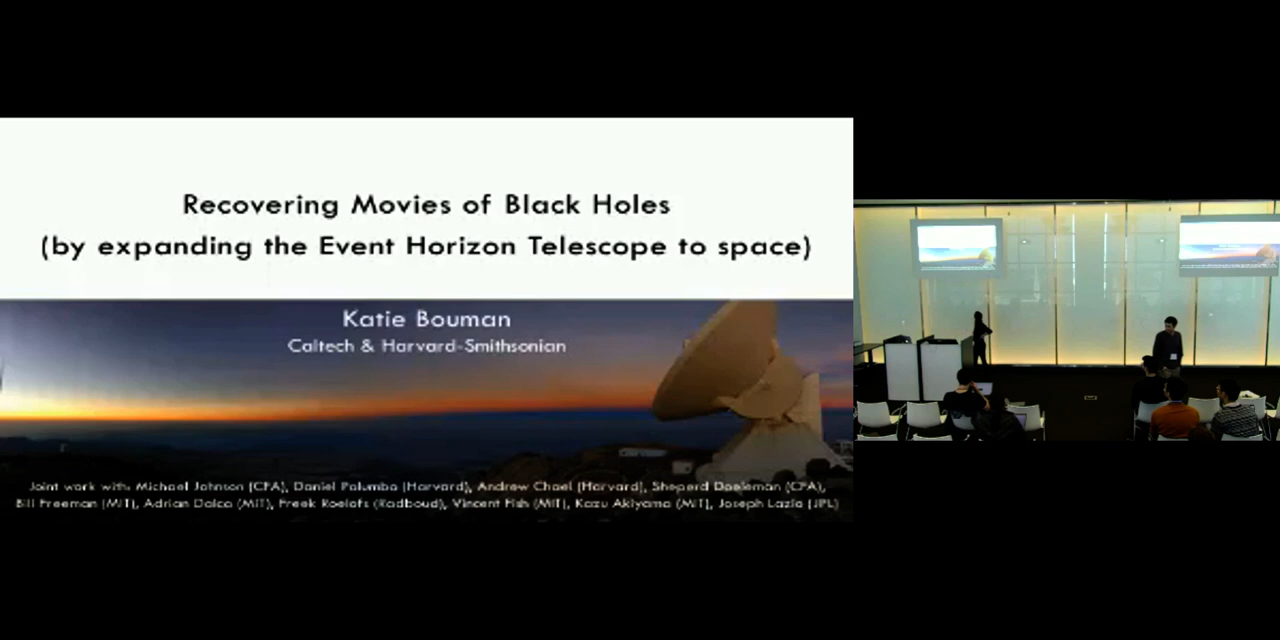 Recovering Movies of Black Holes
(by expanding the Event Horizon Telescope to space)
Katie Bouman
Caltech & Harvard-Smithsonian
Joint work with: Michael Johnson (CFA), Daniel Palumbo (Harvard), Andrew Chael (Harvard), Sheperd Doeleman (CFA),
Bill Freeman (MIT), Adrian Dalca (MIT), Freek Roelofs (Radboud), Vincent Fish (MIT), Kazu Akiyama (MIT), Joseph Lazio (JPL)